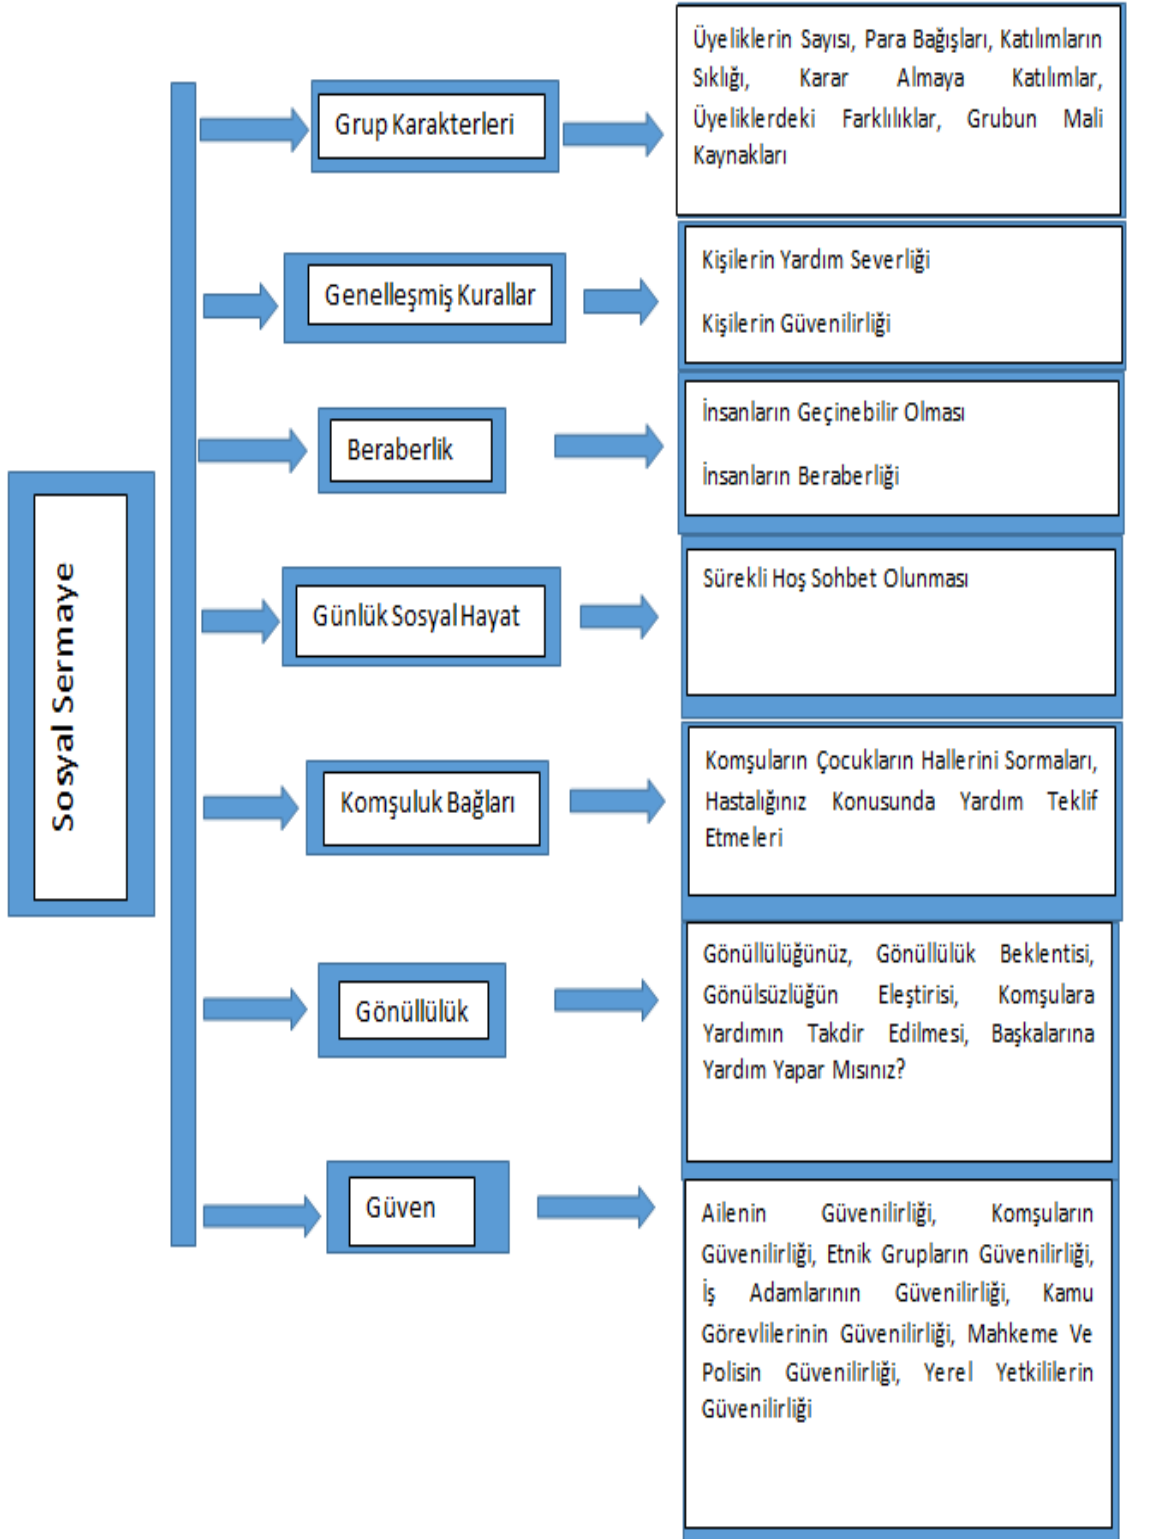 Sosyal Sermaye
Grup Karakterleri
Üyeliklerin Sayısı, Para Bağışları, Katılımların
Sıklığı, Karar Almaya Katılımlar,
Üyeliklerdeki Farklılıklar, Grubun Mali
Kaynakları
Genelleşmiş Kurallar
Kişilerin Yardım Severliği
Kişilerin Güvenilirliği
Beraberlik
İnsanların Geçinebilir Olması
İnsanların Beraberliği
Günlük Sosyal Hayat
Sürekli Hoş Sohbet Olunması
Komşuluk Bağları
Komşuların Çocukların Hallerini Sormaları,
Hastalığınız Konusunda Yardım Teklif
Etmeleri
Gönüllülük
Gönüllülüğünüz, Gönüllülük Beklentisi,
Gönülsüzlüğün Eleştirisi, Komşulara
Yardımın Takdir Edilmesi, Başkalarına
Yardım Yapar Mısınız?
Güven
Ailenin Güvenilirliği, Komşuların
Güvenilirliği, Etnik Grupların Güvenilirliği,
İş Adamlarının Güvenilirliği, Kamu
Görevlilerinin Güvenilirliği, Mahkeme Ve
Polisin Güvenilirliği, Yerel Yetkililerin
Güvenilirliği